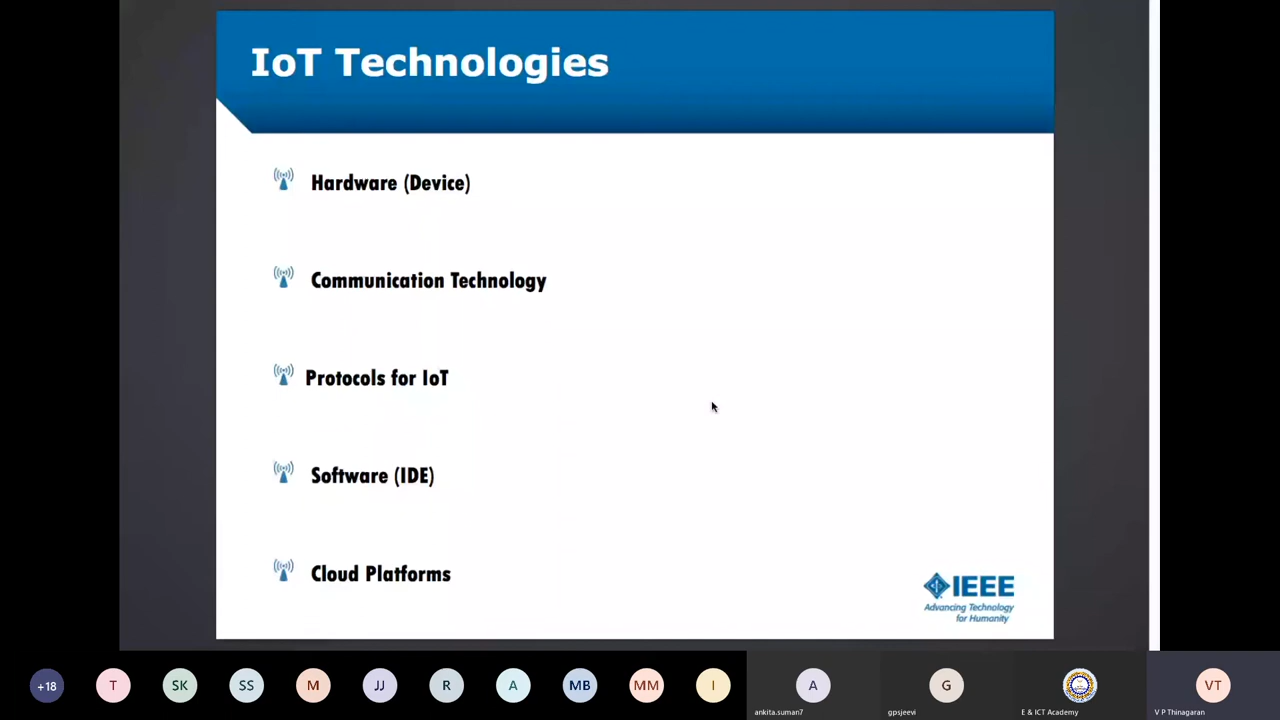 IoT Technologies
Hardware (Device)
Communication Technology
Protocols for IoT
Software (IDE)
Cloud Platforms
IEEE
Advancing Technology
for Humanity
+18
T
SK
SS
M
JJ
R
A
MB
MM
I
A
G
VT
ankita.suman7
gpsjeevi
E & ICT Academy
V P Thinagaran